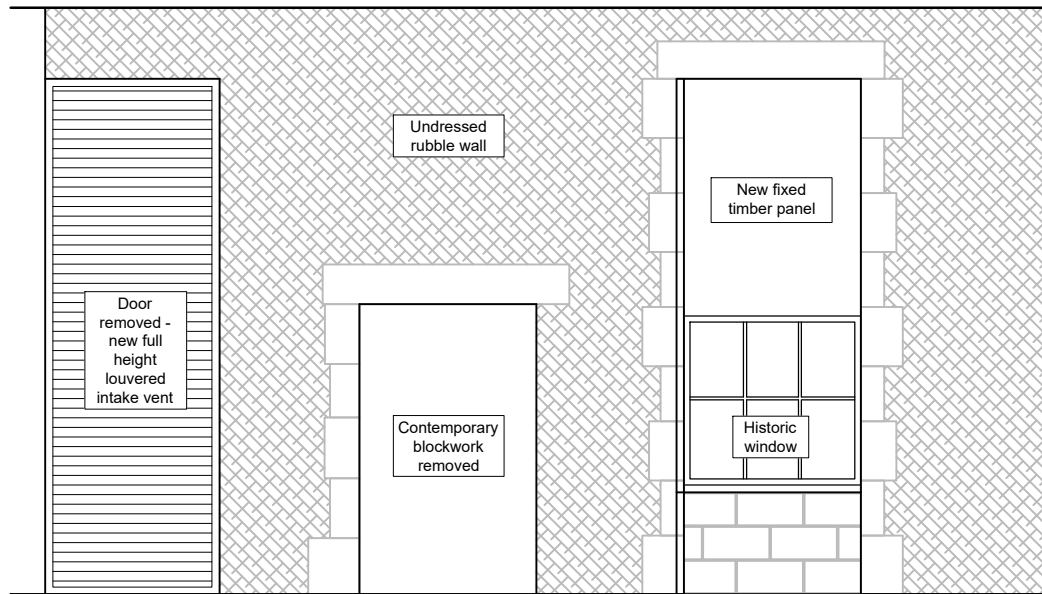 Undressed
rubble wall
New fixed
timber panel
Door
removed -
new full
height
louvered
intake vent
Contemporary
blockwork
removed
Historic
window